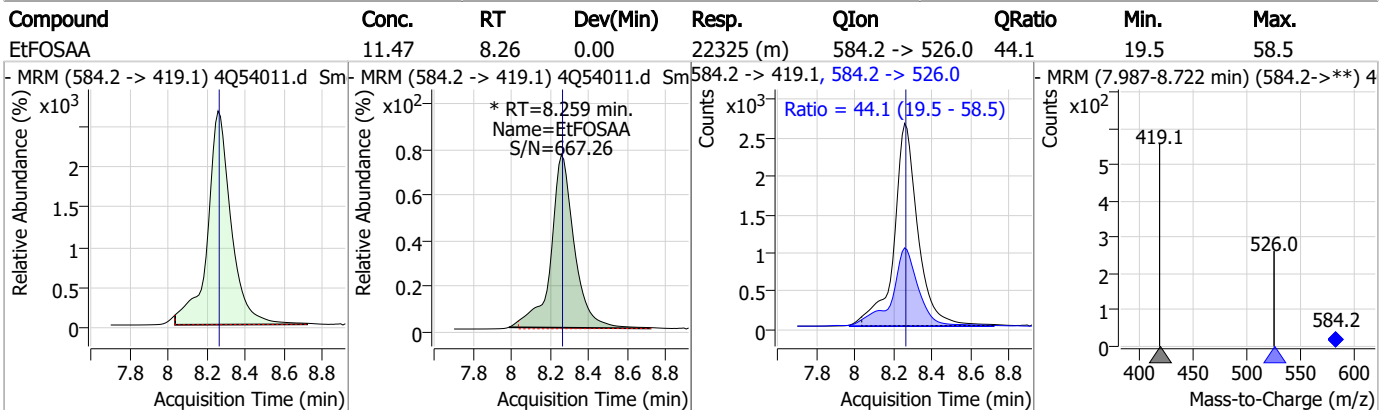 Compound Conc. RT Dev(Min) Resp. QIon QRatio Min. Max.
EtFOSAA 11.47 8.26 0.00 22325 (m) 584.2 -> 526.0 44.1 19.5 58.5
- MRM (584.2 -> 419.1) 4Q54011.d Sm
x10³
Relative Abundance (%)
2
1.5
1
0.5
0
7.8 8 8.2 8.4 8.6 8.8
Acquisition Time (min)
- MRM (584.2 -> 419.1) 4Q54011.d Sm
x10²
* RT=8.259 min.
Name=EtFOSAA
S/N=667.26
Relative Abundance (%)
0.8
0.6
0.4
0.2
0
7.8 8 8.2 8.4 8.6 8.8
Acquisition Time (min)
584.2 -> 419.1, 584.2 -> 526.0
x10³
Ratio = 44.1 (19.5 - 58.5)
Counts
2.5
2
1.5
1
0.5
0
7.8 8 8.2 8.4 8.6 8.8
Acquisition Time (min)
- MRM (7.987-8.722 min) (584.2->**) 4
x10²
Counts
419.1
526.0
584.2
5
4
3
2
1
0
400 450 500 550 600
Mass-to-Charge (m/z)